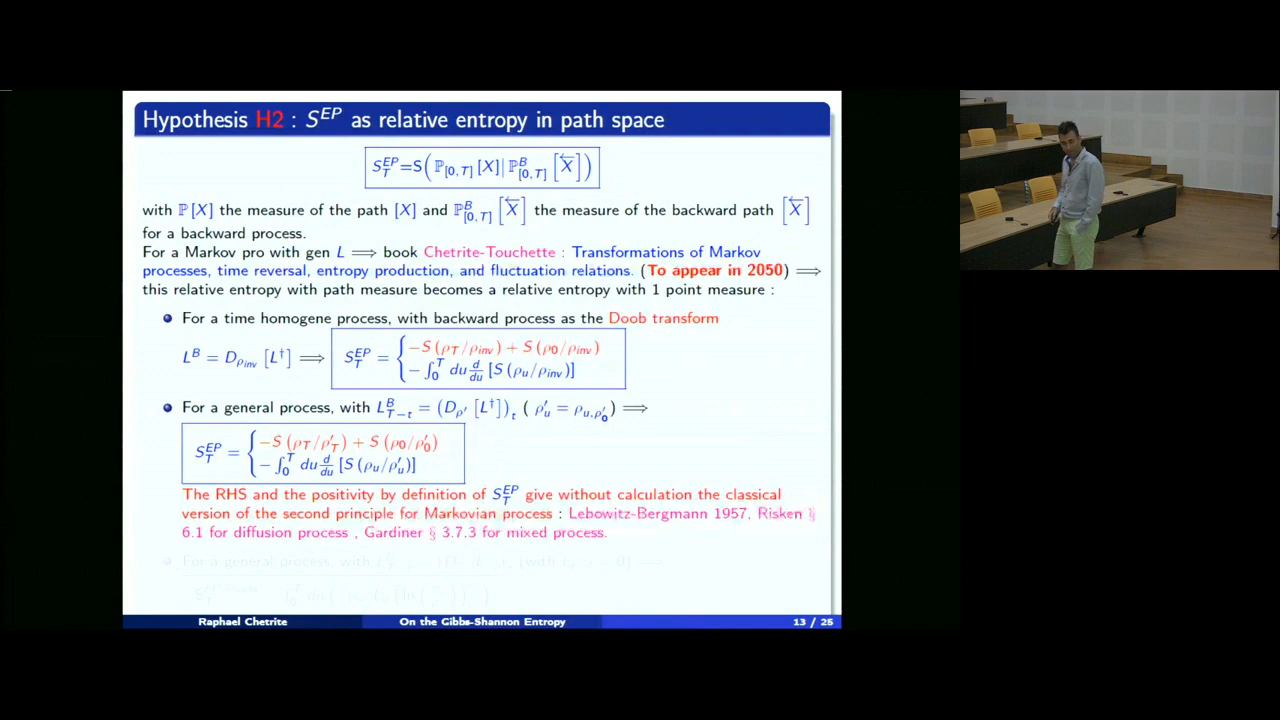 Hypothesis H2 : S^EP as relative entropy in path space
S_T^EP=S(ℙ_[0,T] [X]| ℙ^B_[0,T] [X←])
with ℙ [X] the measure of the path [X] and ℙ^B_[0,T] [X←] the measure of the backward path [X←]
for a backward process.
For a Markov pro with gen L ⟹ book Chetrite-Touchette : Transformations of Markov
processes, time reversal, entropy production, and fluctuation relations. (To appear in 2050) ⟹
this relative entropy with path measure becomes a relative entropy with 1 point measure :
For a time homogene process, with backward process as the Doob transform
L^B = D_ρinv [L†] ⟹ S_T^EP = { −S (ρ_T/ρ_inv) + S (ρ_0/ρ_inv)
− ∫_0^T du d/du [S (ρ_u/ρ_inv)]
For a general process, with L^B_T−t = (D_ρ′ [L†])_t ( ρ′_u = ρ_u,ρ′_0) ⟹
S_T^EP = { −S (ρ_T/ρ′_T) + S (ρ_0/ρ′_0)
− ∫_0^T du d/du [S (ρ_u/ρ′_u)]
The RHS and the positivity by definition of S_T^EP give without calculation the classical
version of the second principle for Markovian process : Lebowitz-Bergmann 1957, Risken §
6.1 for diffusion process , Gardiner § 3.7.3 for mixed process.
For a general process, with
Raphael Chetrite On the Gibbs-Shannon Entropy 13 / 25